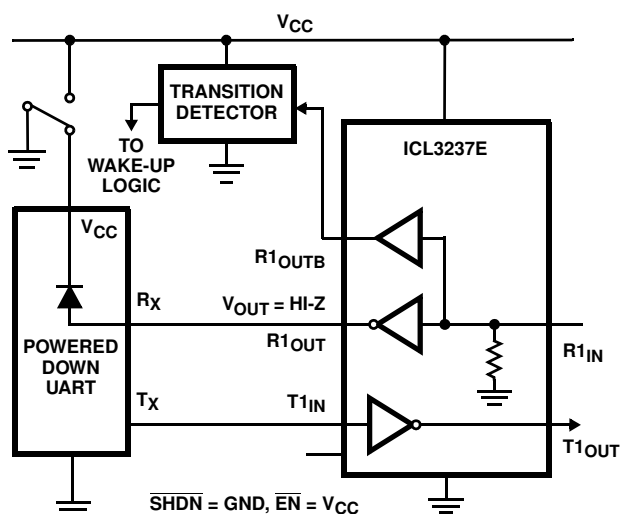 VCC
TRANSITION
DETECTOR
TO
WAKE-UP
LOGIC
ICL3237E
VCC
R1OUTB
RX
VOUT = HI-Z
POWERED
DOWN
UART
R1OUT
R1IN
TX
T1IN
T1OUT
SHDN = GND, EN = VCC